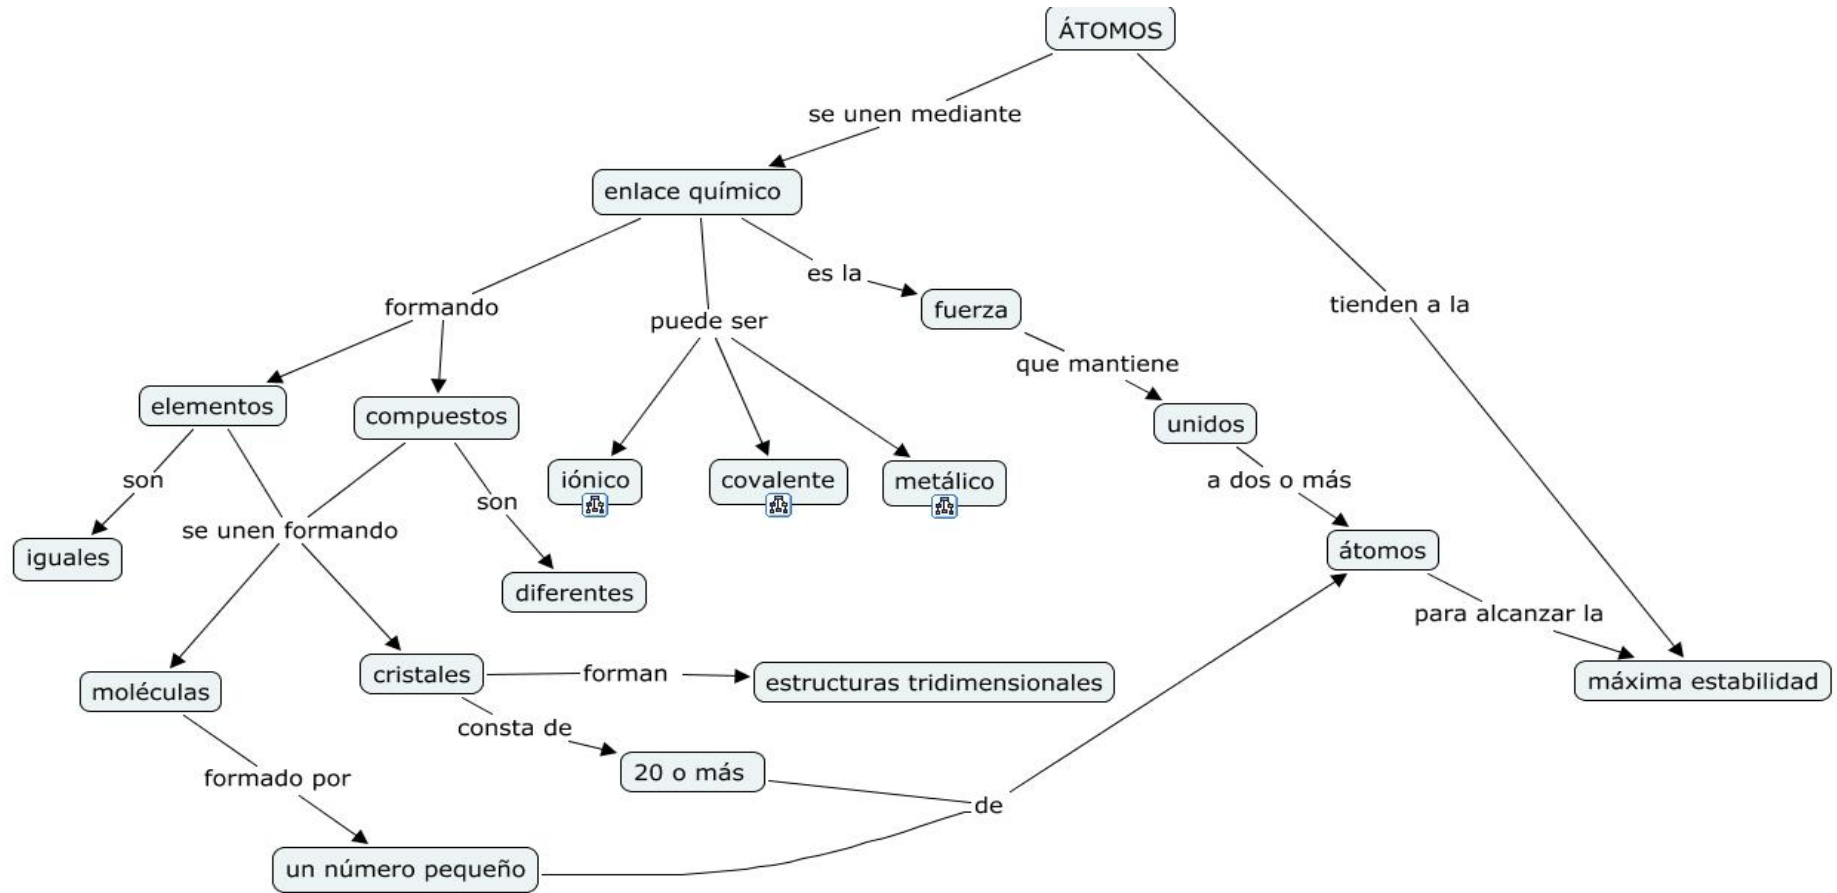 ÁTOMOS
se unen mediante
enlace químico
es la
fuerza
tienden a la
formando
puede ser
que mantiene
elementos
compuestos
unidos
son
iónico
covalente
metálico
a dos o más
son
se unen formando
iguales
átomos
diferentes
para alcanzar la
moléculas
cristales
forman
estructuras tridimensionales
máxima estabilidad
consta de
formado por
20 o más
de
un número pequeño